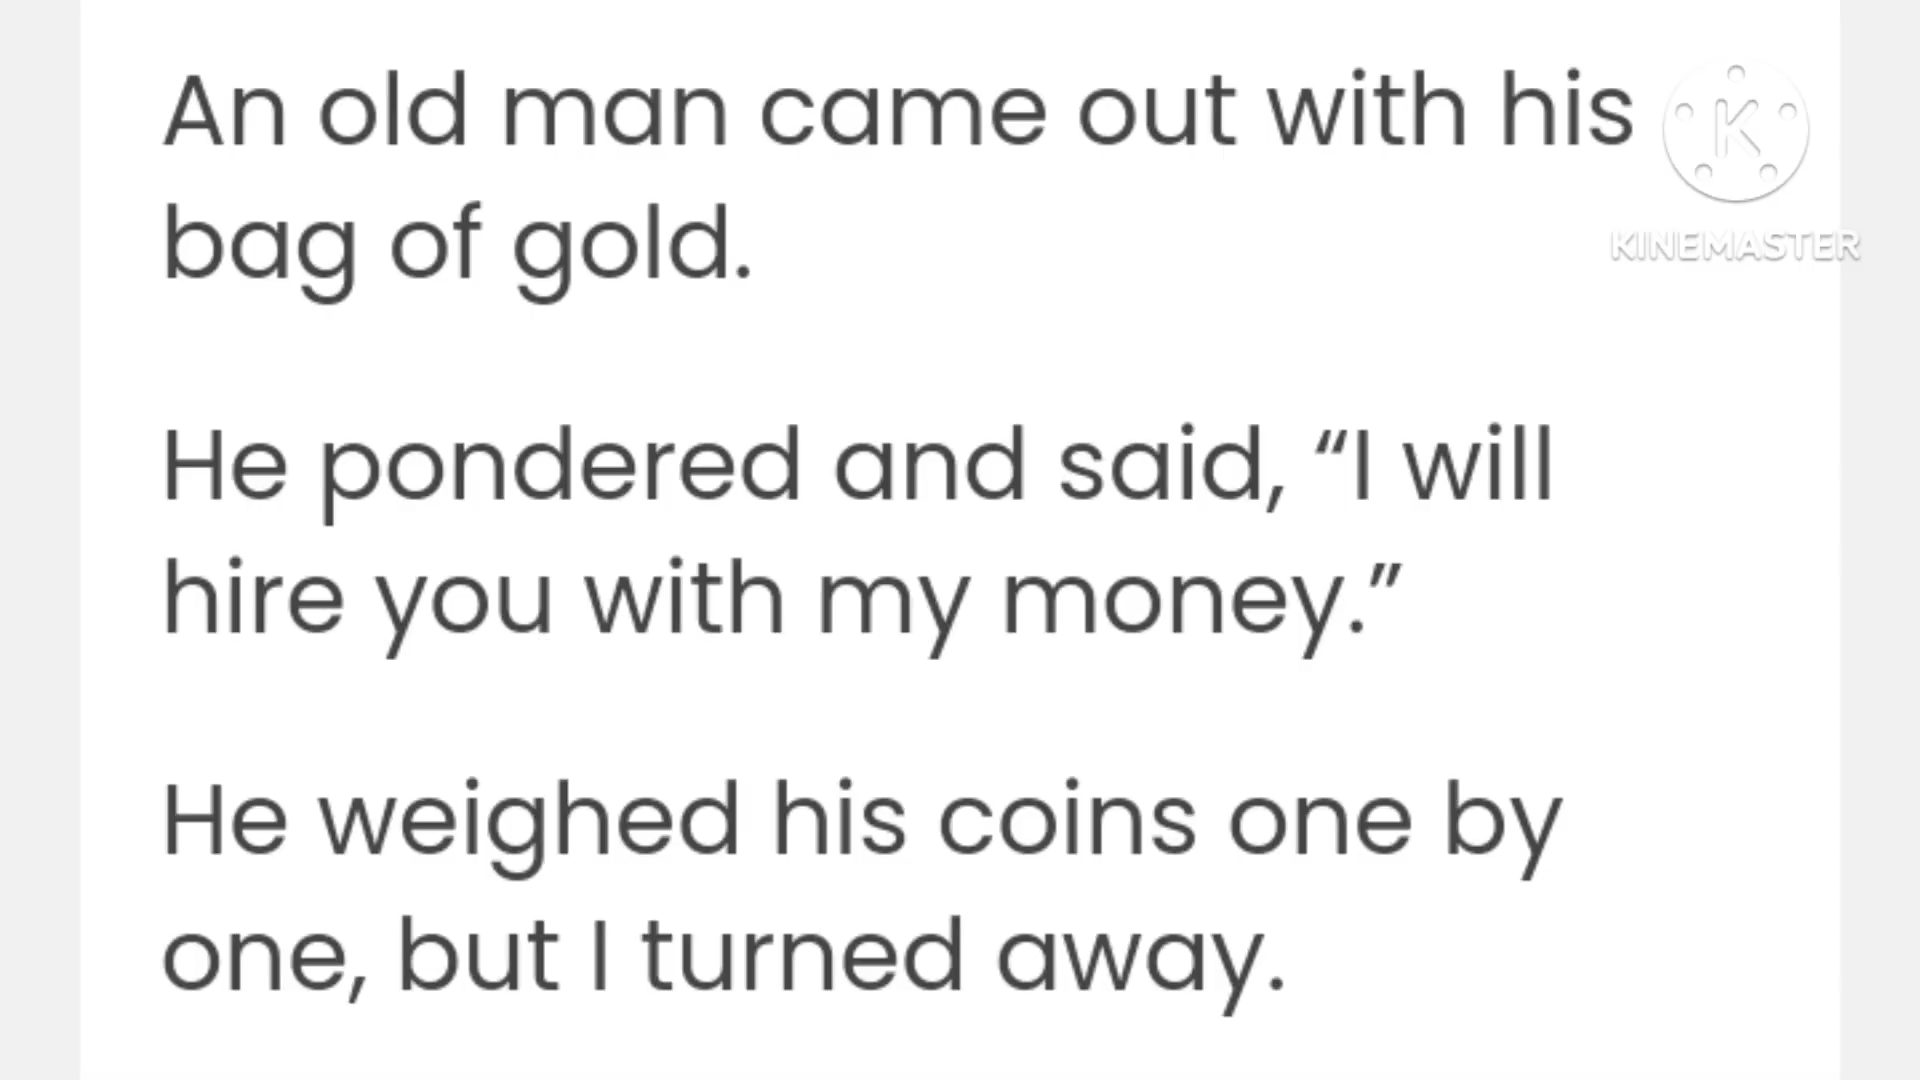 An old man came out with his
bag of gold.
He pondered and said, “I will
hire you with my money.”
He weighed his coins one by
one, but I turned away.
K
KINEMASTER